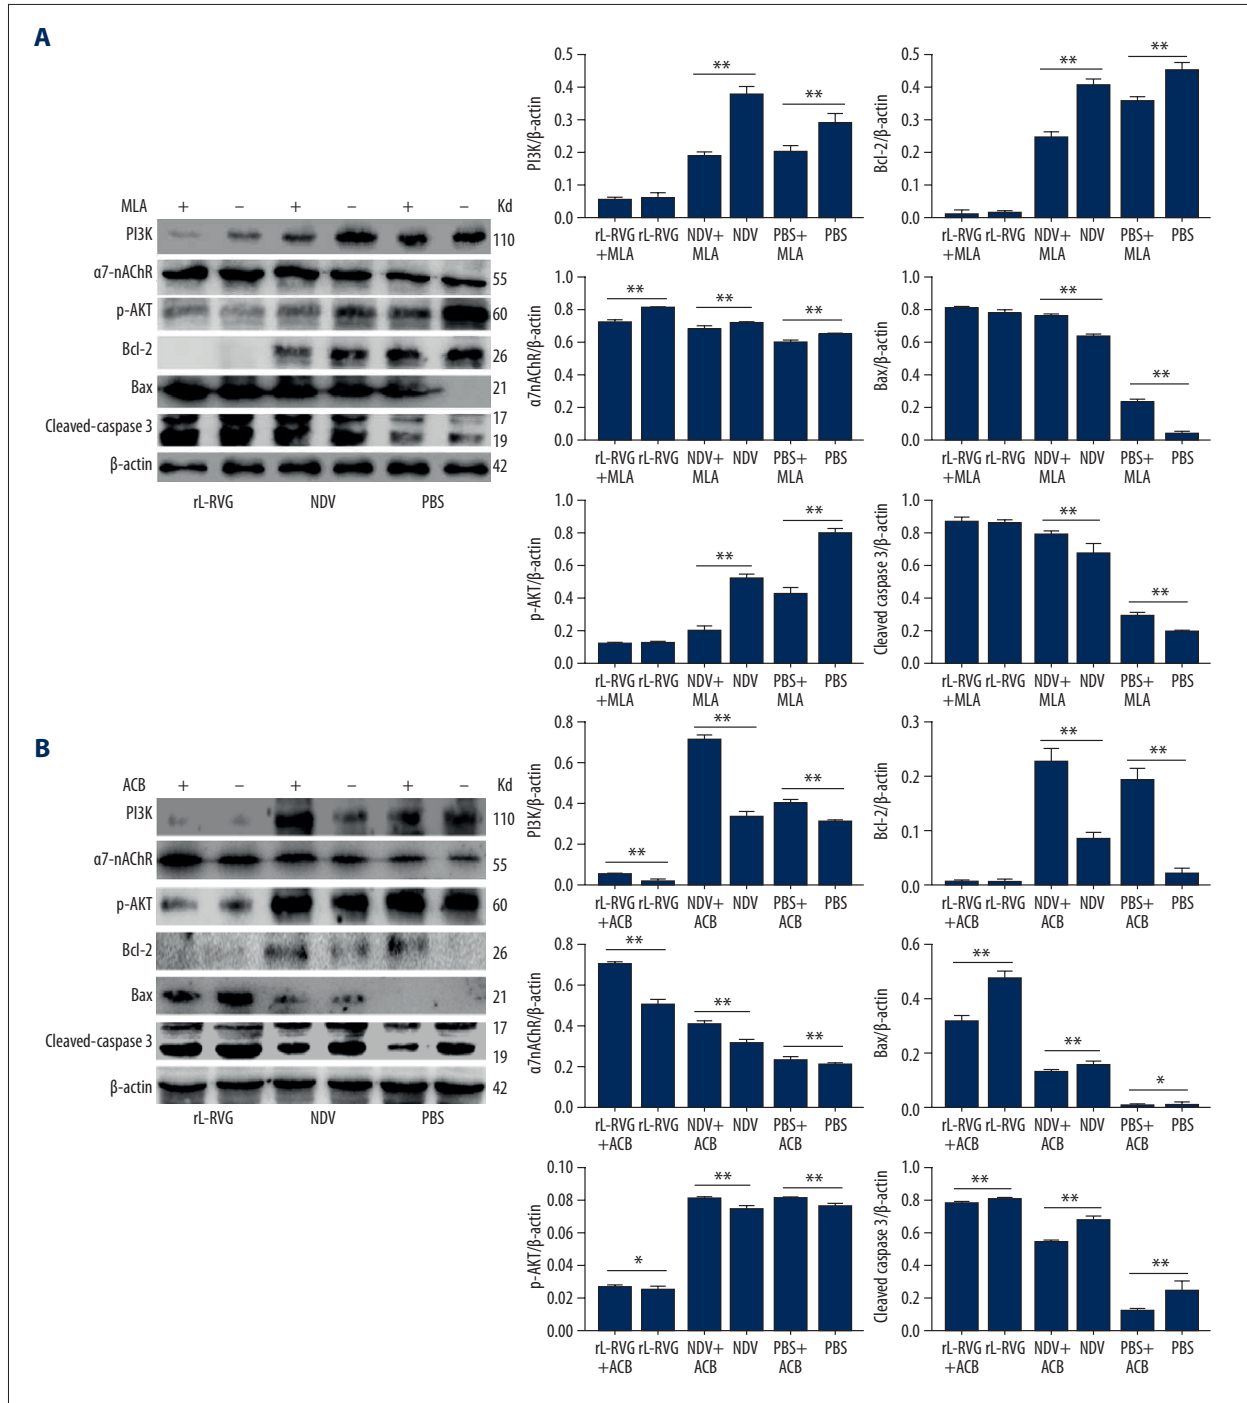 A
MLA + − + − + − Kd
PI3K 110
α7-nAChR 55
p-AKT 60
Bcl-2 26
Bax 21
Cleaved-caspase 3 17
19
β-actin 42
rL-RVG NDV PBS
PI3K/β-actin
0.5
0.4
0.3
0.2
0.1
0.0
** **
rL-RVG +MLA rL-RVG NDV+ MLA NDV PBS+ MLA PBS
Bcl-2/β-actin
0.5
0.4
0.3
0.2
0.1
0.0
** **
rL-RVG +MLA rL-RVG NDV+ MLA NDV PBS+ MLA PBS
α7nAChR/β-actin
1.0
0.8
0.6
0.4
0.2
0.0
** ** **
rL-RVG +MLA rL-RVG NDV+ MLA NDV PBS+ MLA PBS
Bax/β-actin
1.0
0.8
0.6
0.4
0.2
0.0
** **
rL-RVG +MLA rL-RVG NDV+ MLA NDV PBS+ MLA PBS
p-AKT/β-actin
1.0
0.8
0.6
0.4
0.2
0.0
** **
rL-RVG +MLA rL-RVG NDV+ MLA NDV PBS+ MLA PBS
Cleaved caspase 3/β-actin
1.0
0.8
0.6
0.4
0.2
0.0
** **
rL-RVG +MLA rL-RVG NDV+ MLA NDV PBS+ MLA PBS
B
ACB + − + − + − Kd
PI3K 110
α7-nAChR 55
p-AKT 60
Bcl-2 26
Bax 21
Cleaved-caspase 3 17
19
β-actin 42
rL-RVG NDV PBS
PI3K/β-actin
0.8
0.6
0.4
0.2
0.0
** ** **
rL-RVG +ACB rL-RVG NDV+ ACB NDV PBS+ ACB PBS
Bcl-2/β-actin
0.3
0.2
0.1
0.0
** **
rL-RVG +ACB rL-RVG NDV+ ACB NDV PBS+ ACB PBS
α7nAChR/β-actin
0.8
0.6
0.4
0.2
0.0
** ** **
rL-RVG +ACB rL-RVG NDV+ ACB NDV PBS+ ACB PBS
Bax/β-actin
0.6
0.4
0.2
0.0
** ** *
rL-RVG +ACB rL-RVG NDV+ ACB NDV PBS+ ACB PBS
p-AKT/β-actin
0.10
0.08
0.06
0.04
0.02
0.00
* ** **
rL-RVG +ACB rL-RVG NDV+ ACB NDV PBS+ ACB PBS
Cleaved caspase 3/β-actin
1.0
0.8
0.6
0.4
0.2
0.0
** ** **
rL-RVG +ACB rL-RVG NDV+ ACB NDV PBS+ ACB PBS